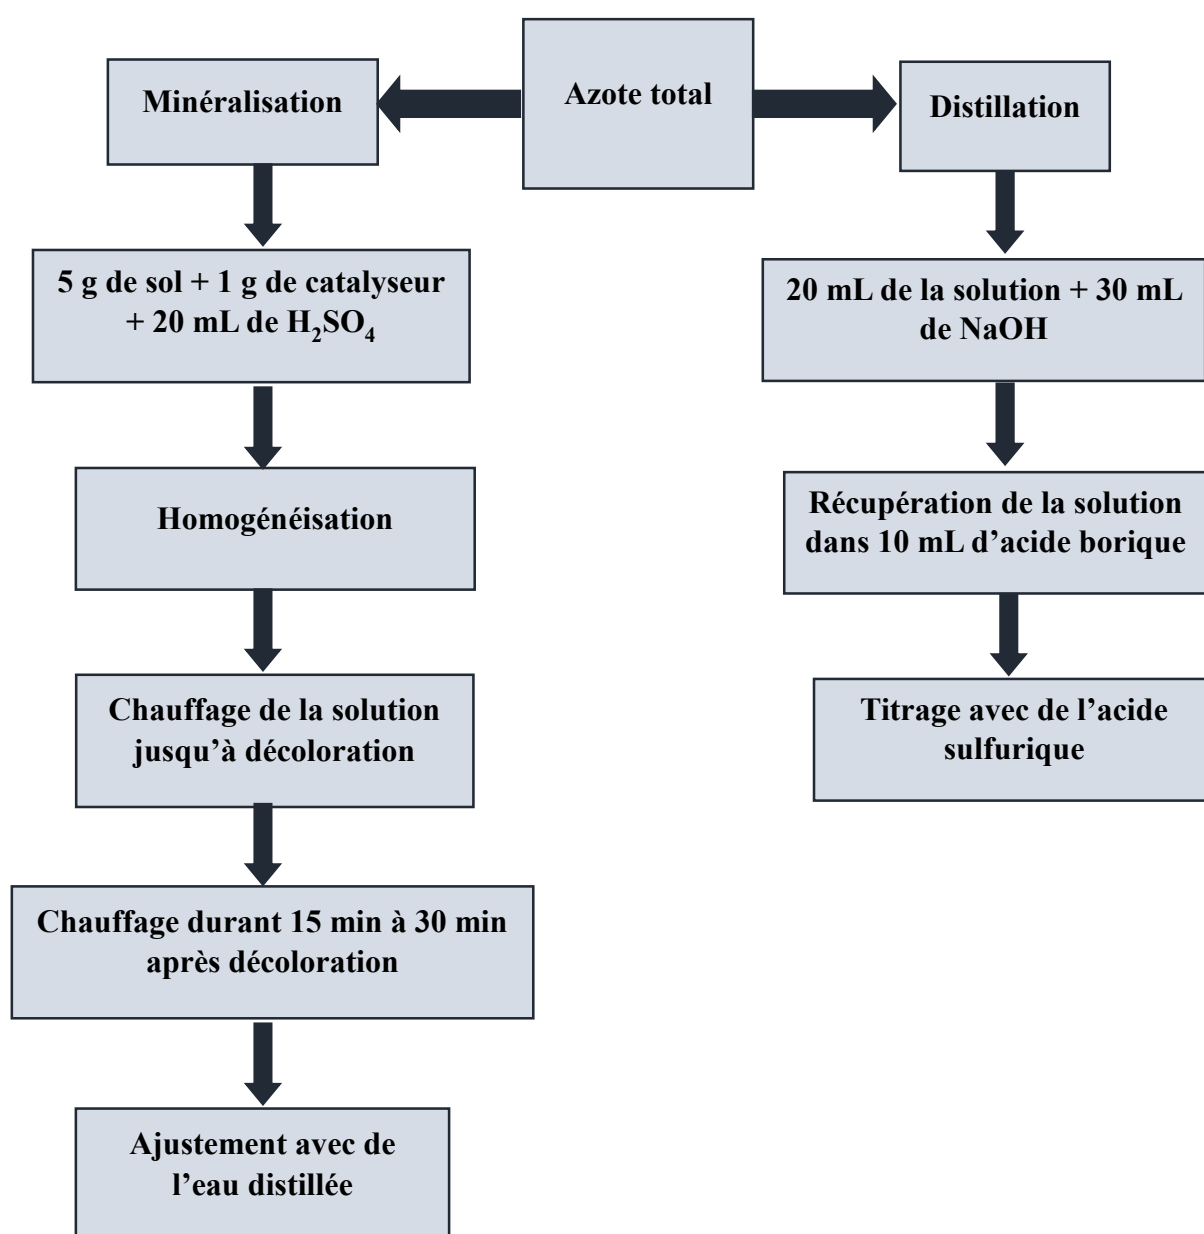 Azote total
Minéralisation
5 g de sol + 1 g de catalyseur
+ 20 mL de H₂SO₄
Homogénéisation
Chauffage de la solution
jusqu’à décoloration
Chauffage durant 15 min à 30 min
après décoloration
Ajustement avec de
l’eau distillée
Distillation
20 mL de la solution + 30 mL
de NaOH
Récupération de la solution
dans 10 mL d’acide borique
Titrage avec de l’acide
sulfurique